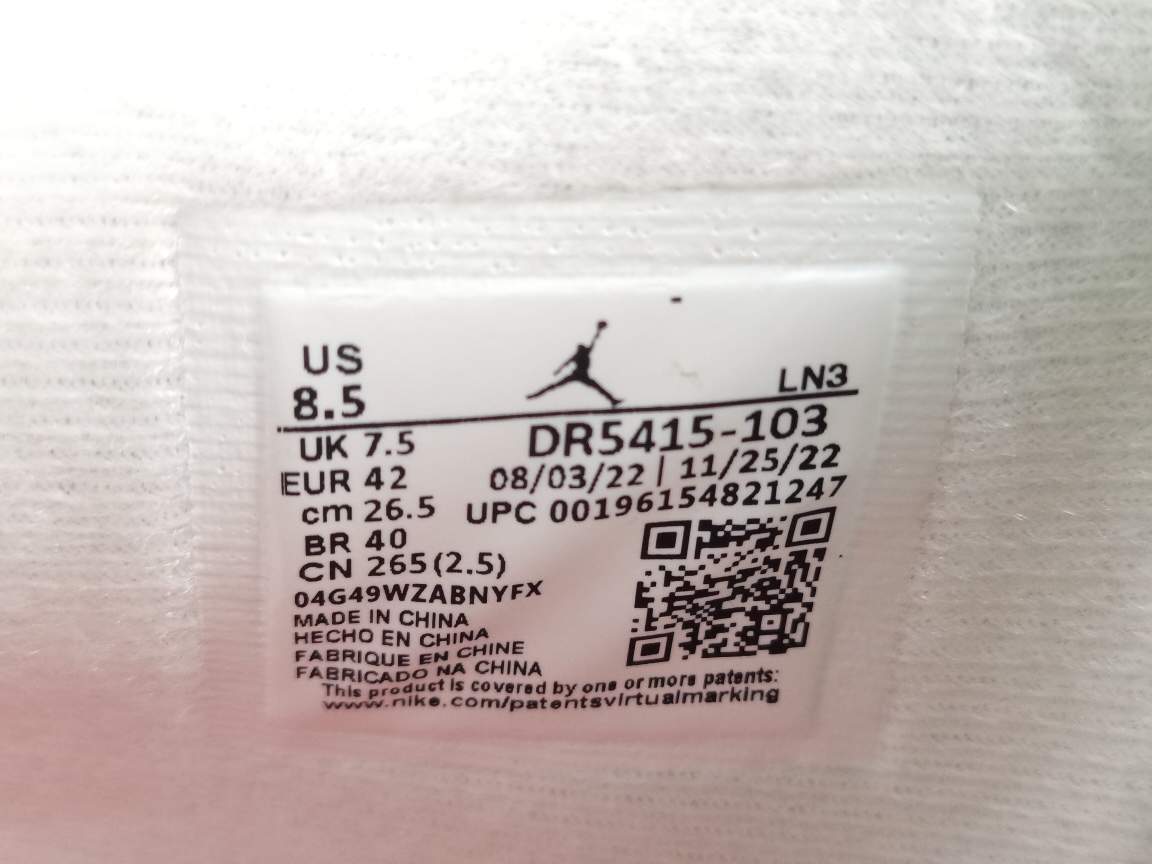 US
8.5
LN3
UK 7.5
DR5415-103
EUR 42
08/03/22 | 11/25/22
cm 26.5
UPC 00196154821247
BR 40
CN 265(2.5)
04G49WZABNYFX
MADE IN CHINA
HECHO EN CHINA
FABRIQUE EN CHINE
FABRICADO NA CHINA
This product is covered by one or more patents:
www.nike.com/patentsvirtualmarking